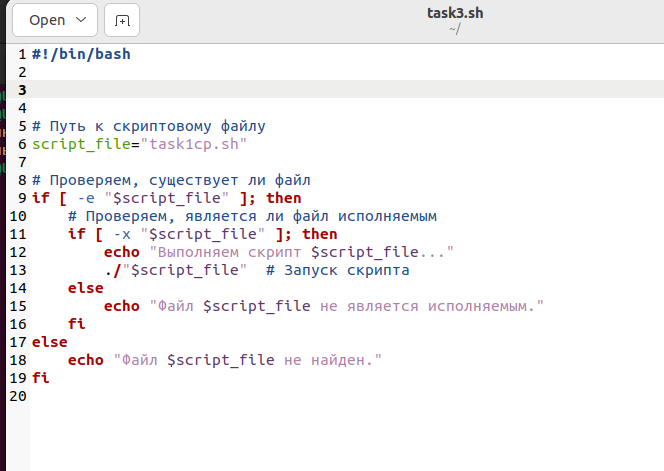 Open
task3.sh
~/
1 #!/bin/bash
2
3
4
5 # Путь к скриптовому файлу
6 script_file="task1cp.sh"
7
8 # Проверяем, существует ли файл
9 if [ -e "$script_file" ]; then
10     # Проверяем, является ли файл исполняемым
11     if [ -x "$script_file" ]; then
12         echo "Выполняем скрипт $script_file..."
13         ./"$script_file"  # Запуск скрипта
14     else
15         echo "Файл $script_file не является исполняемым."
16     fi
17 else
18     echo "Файл $script_file не найден."
19 fi
20